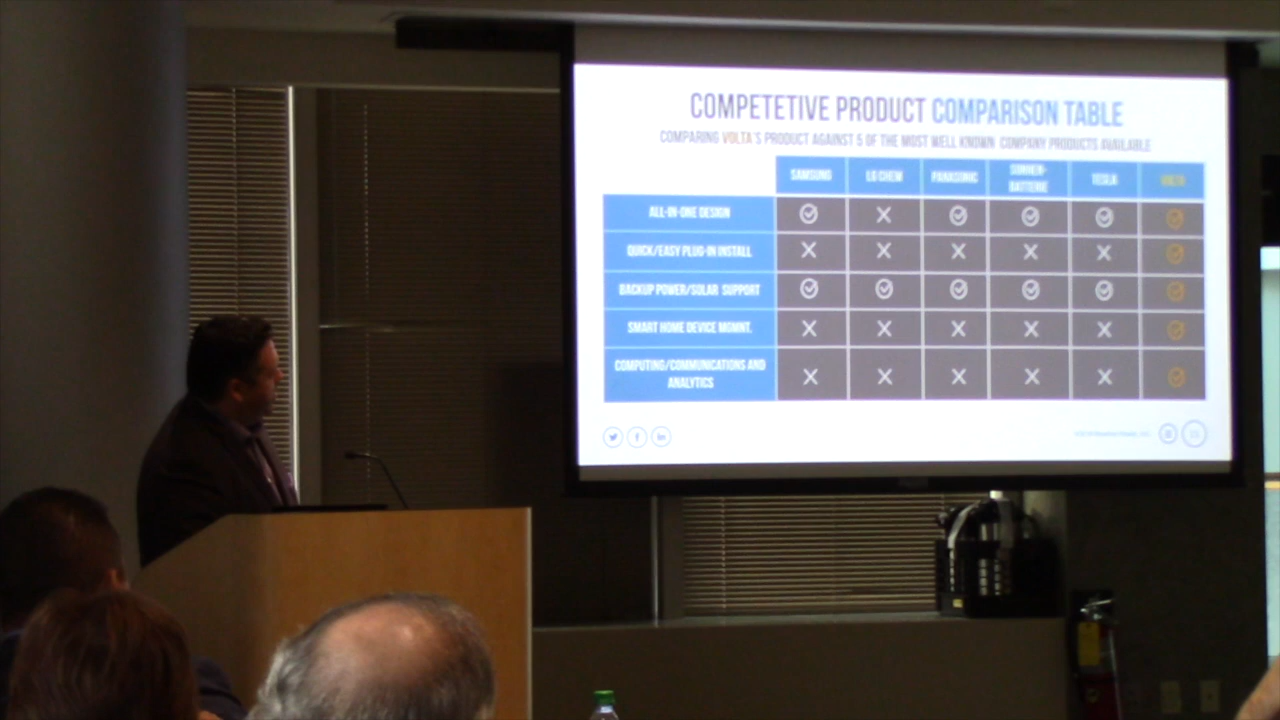 COMPETETIVE PRODUCT COMPARISON TABLE
COMPARING VOLTA'S PRODUCT AGAINST 5 OF THE MOST WELL KNOWN COMPANY PRODUCTS AVAILABLE
SAMSUNG LG CHEM PANASONIC SONNEN- TESLA VOLTA
BATTERIE
ALL-IN-ONE DESIGN
QUICK/EASY PLUG-IN INSTALL
BACKUP POWER/SOLAR SUPPORT
SMART HOME DEVICE MGMNT.
COMPUTING/COMMUNICATIONS AND
ANALYTICS